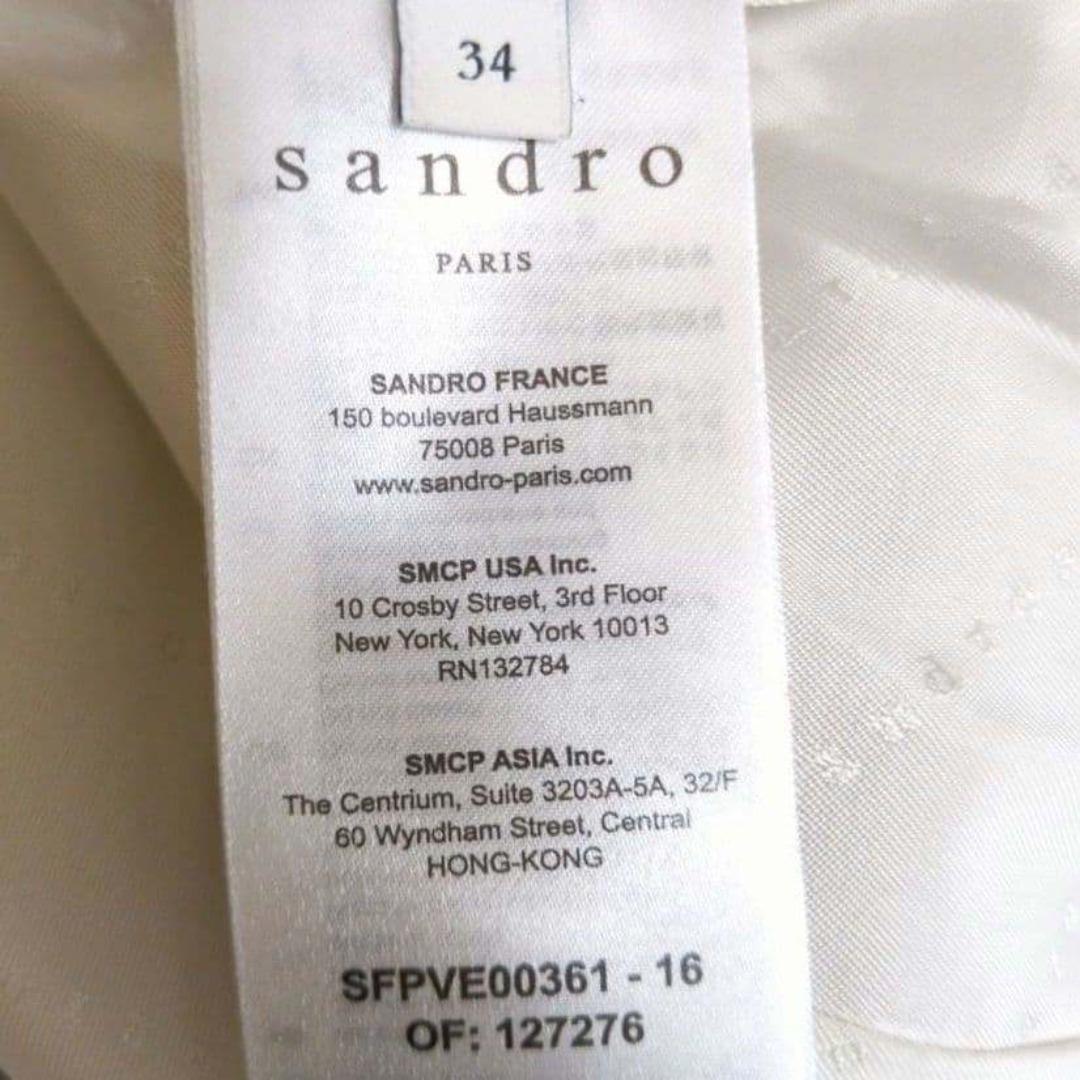 34
sandro
PARIS
SANDRO FRANCE
150 boulevard Haussmann
75008 Paris
www.sandro-paris.com
SMCP USA Inc.
10 Crosby Street, 3rd Floor
New York, New York 10013
RN132784
SMCP ASIA Inc.
The Centrium, Suite 3203A-5A, 32/F
60 Wyndham Street, Central
HONG-KONG
SFPVE00361 - 16
OF: 127276